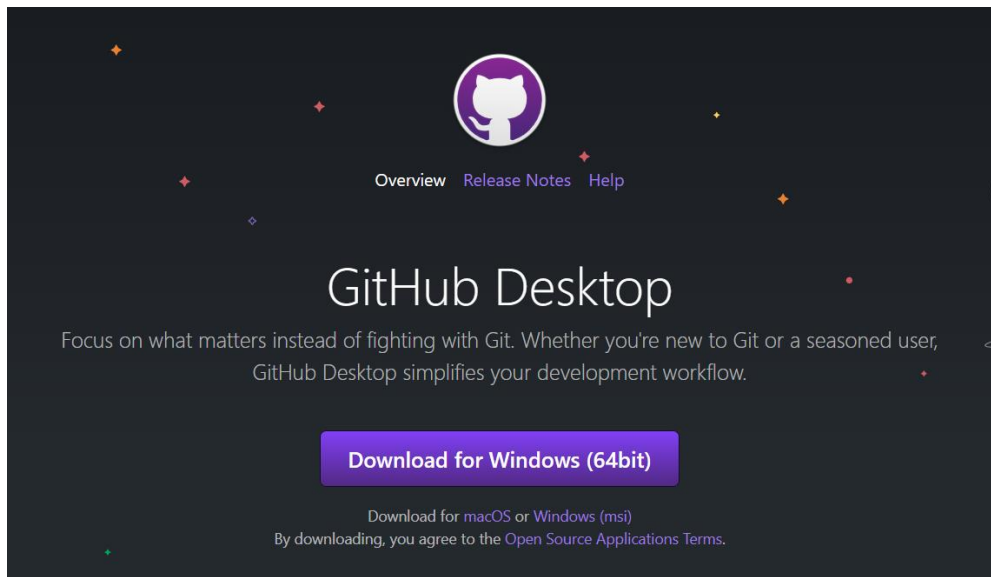 Overview Release Notes Help
GitHub Desktop
Focus on what matters instead of fighting with Git. Whether you're new to Git or a seasoned user,
GitHub Desktop simplifies your development workflow.
Download for Windows (64bit)
Download for macOS or Windows (msi)
By downloading, you agree to the Open Source Applications Terms.